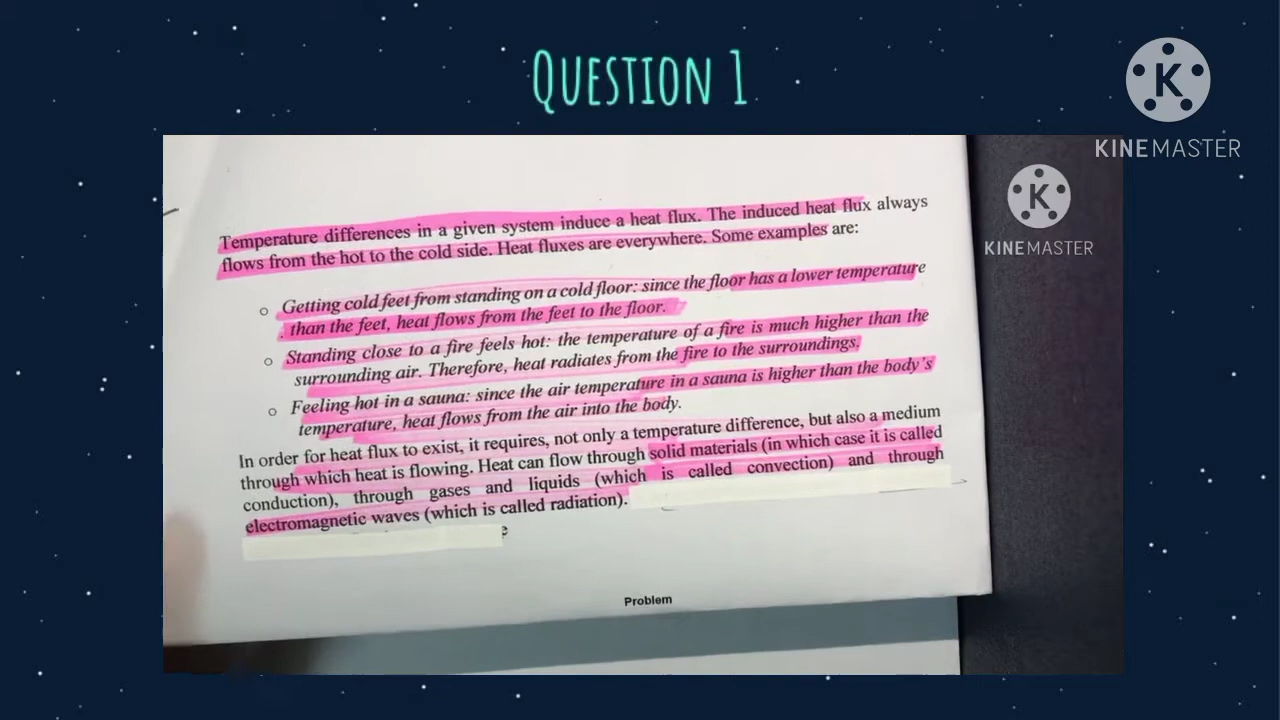 QUESTION 1
KINEMASTER
KINEMASTER
Temperature differences in a given system induce a heat flux. The induced heat flux always
flows from the hot to the cold side. Heat fluxes are everywhere. Some examples are:
o Getting cold feet from standing on a cold floor: since the floor has a lower temperature
than the feet, heat flows from the feet to the floor.
o Standing close to a fire feels hot: the temperature of a fire is much higher than the
surrounding air. Therefore, heat radiates from the fire to the surroundings.
o Feeling hot in a sauna: since the air temperature in a sauna is higher than the body's
temperature, heat flows from the air into the body.
In order for heat flux to exist, it requires, not only a temperature difference, but also a medium
through which heat is flowing. Heat can flow through solid materials (in which case it is called
conduction), through gases and liquids (which is called convection) and through
electromagnetic waves (which is called radiation).
Problem